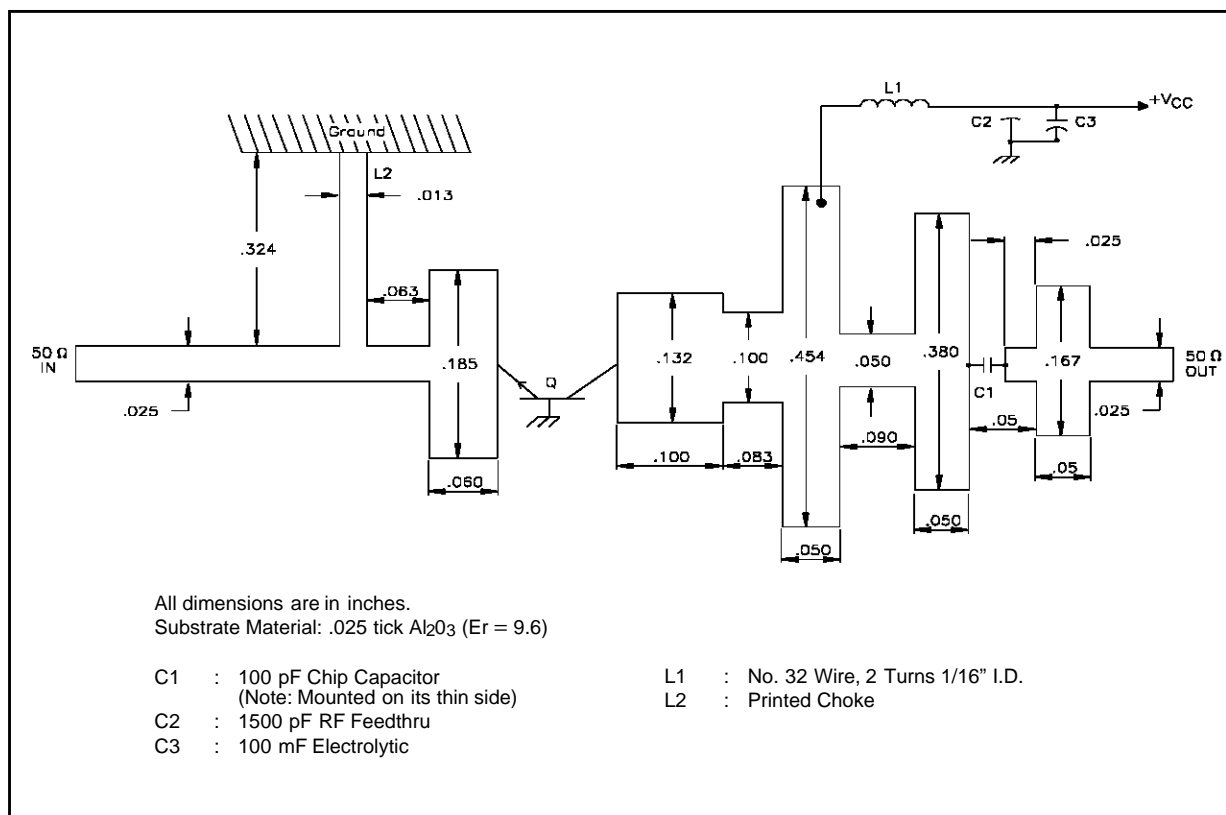 L1
+VCC
C2
C3
Ground
L2
.013
.324
.063
.025
50 Ω
IN
.185
.132
.100
.454
.050
.380
.167
50 Ω
OUT
Q
C1
.025
.025
.05
.090
.100
.083
.060
.050
.05
.050
All dimensions are in inches.
Substrate Material: .025 tick Al2O3 (Er = 9.6)
C1 : 100 pF Chip Capacitor
(Note: Mounted on its thin side)
C2 : 1500 pF RF Feedthru
C3 : 100 mF Electrolytic
L1 : No. 32 Wire, 2 Turns 1/16” I.D.
L2 : Printed Choke